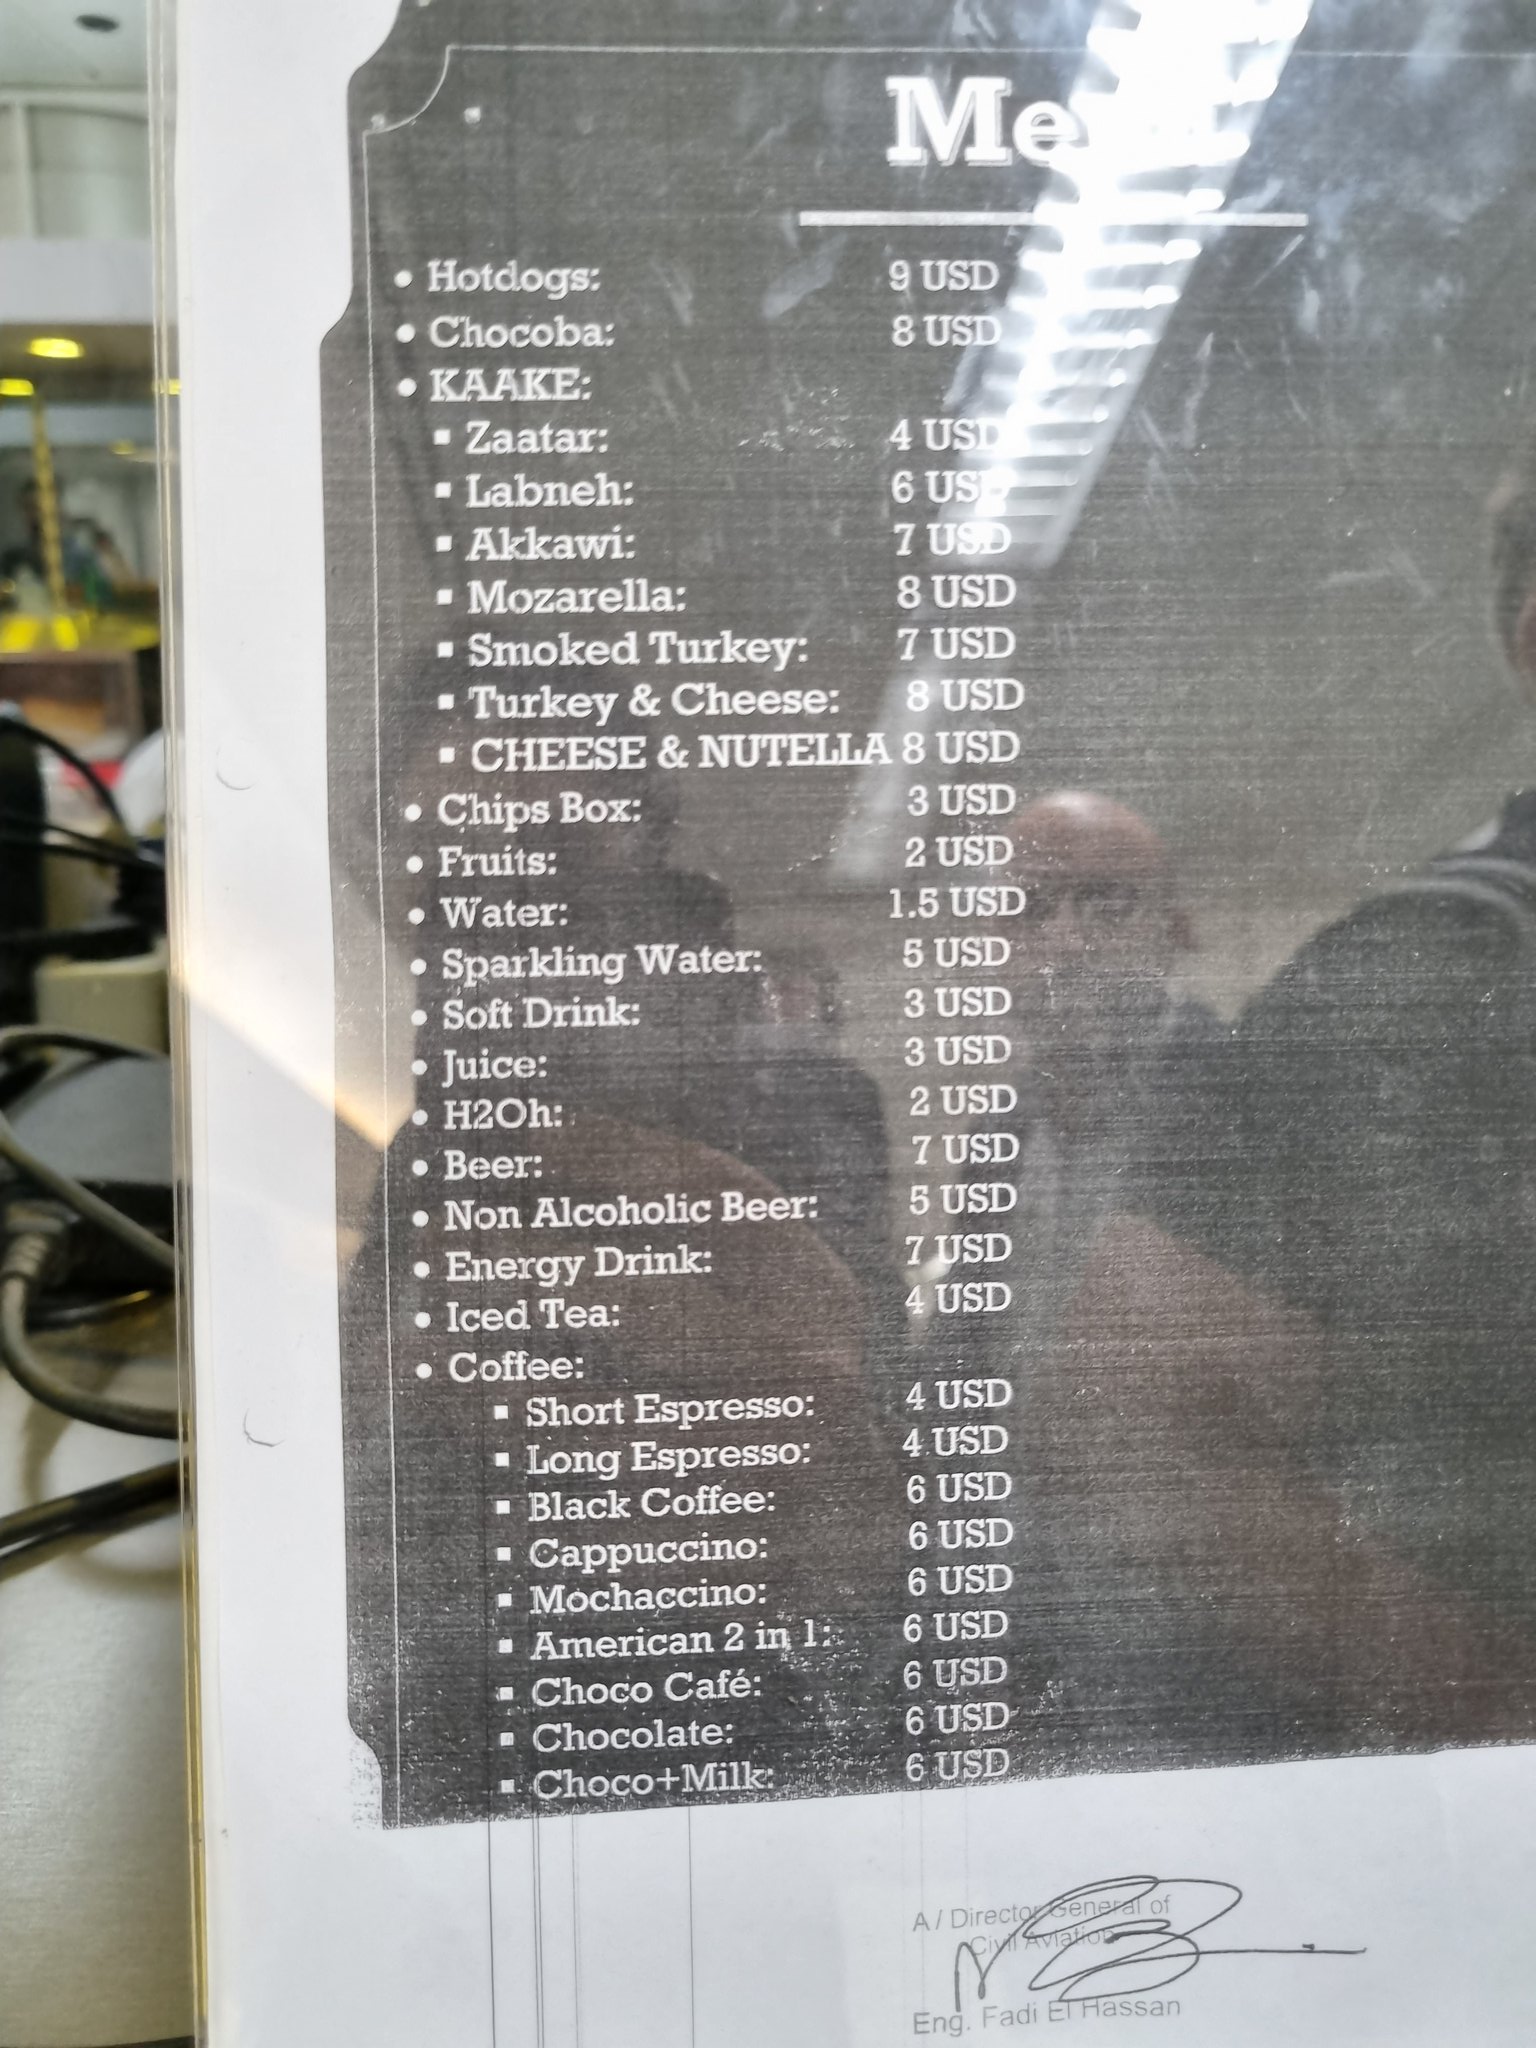 Menu
• Hotdogs: 9 USD
• Chocoba: 8 USD
• KAAKE:
▪ Zaatar: 4 USD
▪ Labneh: 6 USD
▪ Akkawi: 7 USD
▪ Mozarella: 8 USD
▪ Smoked Turkey: 7 USD
▪ Turkey & Cheese: 8 USD
▪ CHEESE & NUTELLA 8 USD
• Chips Box: 3 USD
• Fruits: 2 USD
• Water: 1.5 USD
• Sparkling Water: 5 USD
• Soft Drink: 3 USD
• Juice: 3 USD
• H2Oh: 2 USD
• Beer: 7 USD
• Non Alcoholic Beer: 5 USD
• Energy Drink: 7 USD
• Iced Tea: 4 USD
• Coffee:
▪ Short Espresso: 4 USD
▪ Long Espresso: 4 USD
▪ Black Coffee: 6 USD
▪ Cappuccino: 6 USD
▪ Mochaccino: 6 USD
▪ American 2 in 1: 6 USD
▪ Choco Café: 6 USD
▪ Chocolate: 6 USD
▪ Choco+Milk: 6 USD
A / Director General of
Civil Aviation
Eng. Fadi El Hassan